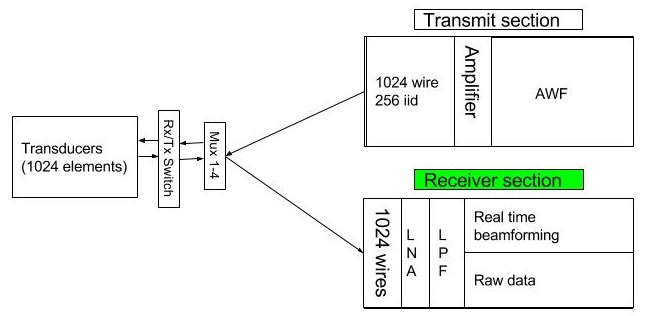 Transmit section
1024 wire
256 iid
Amplifier
AWF
Transducers
(1024 elements)
Rx/Tx Switch
Mux 1-4
Receiver section
1024 wires
L
N
A
L
P
F
Real time
beamforming
Raw data